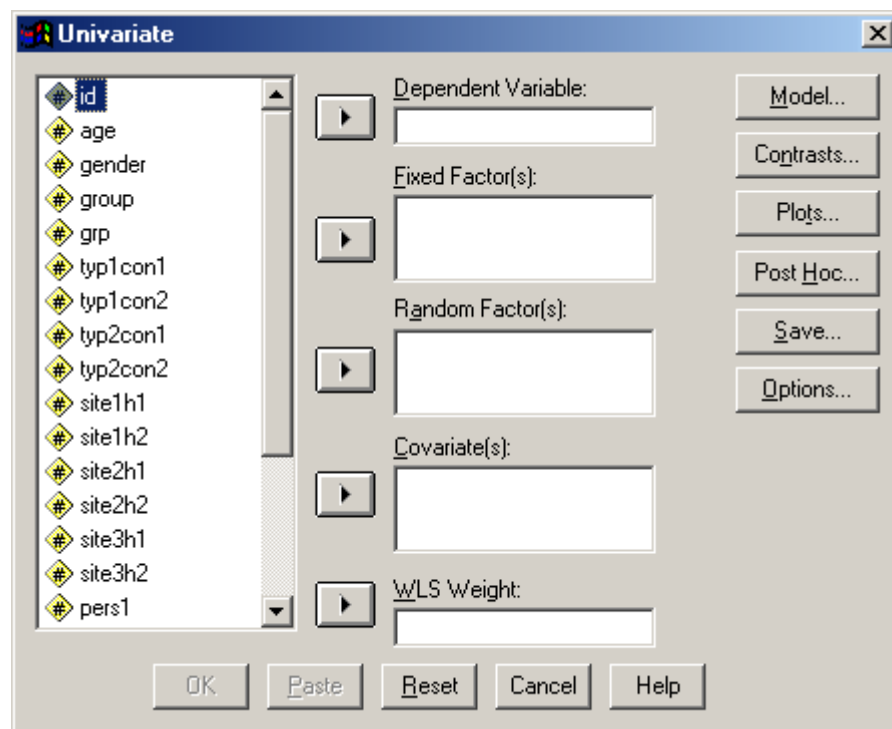 Univariate
id
age
gender
group
grp
typ1con1
typ1con2
typ2con1
typ2con2
site1h1
site1h2
site2h1
site2h2
site3h1
site3h2
pers1
Dependent Variable:
Fixed Factor(s):
Random Factor(s):
Covariate(s):
WLS Weight:
Model...
Contrasts...
Plots...
Post Hoc...
Save...
Options...
OK Paste Reset Cancel Help